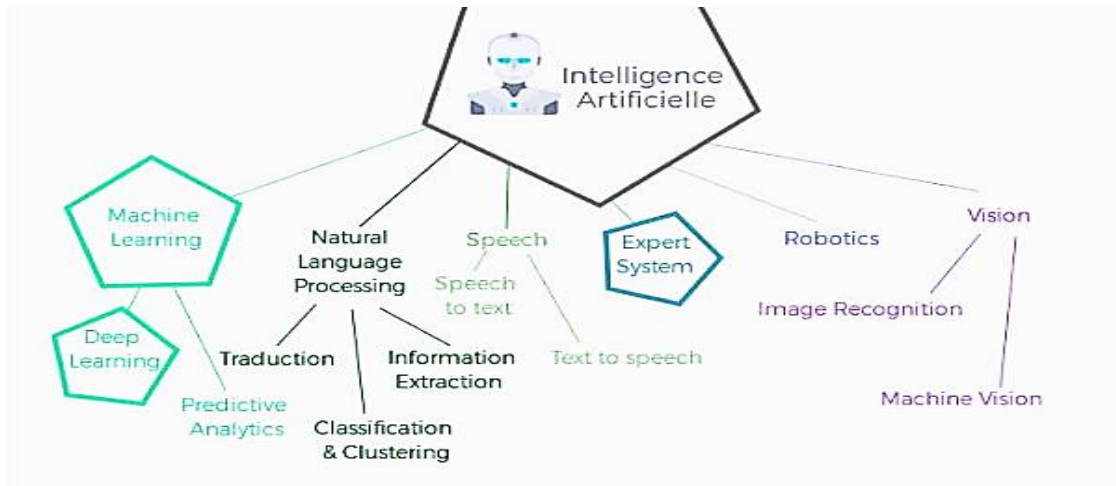 Intelligence
Artificielle
Machine
Learning
Deep
Learning
Predictive
Analytics
Natural
Language
Processing
Traduction
Classification
& Clustering
Information
Extraction
Speech
Speech
to text
Text to speech
Expert
System
Robotics
Vision
Image Recognition
Machine Vision